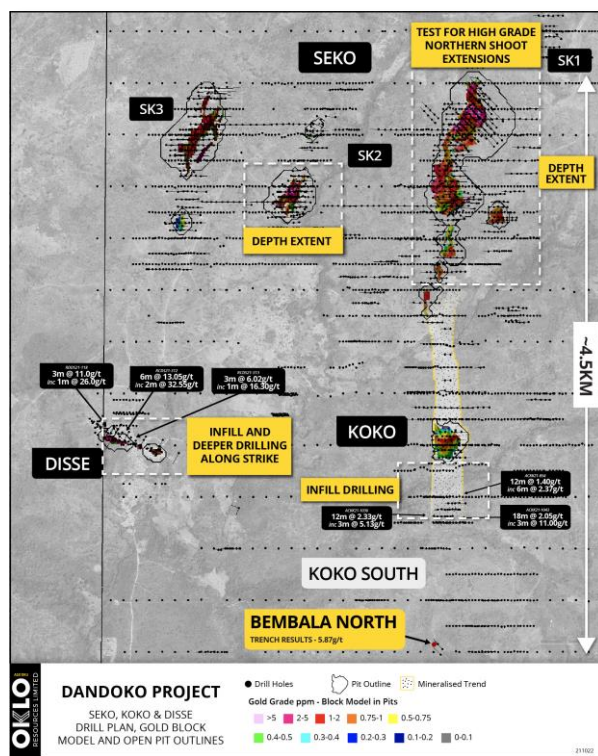 TEST FOR HIGH GRADE
NORTHERN SHOOT
EXTENSIONS
SEKO
SK1
SK3
SK2
DEPTH
EXTENT
DEPTH EXTENT
~4.5KM
3m @ 11.0g/t
inc 1m @ 26.0g/t
6m @ 13.05g/t
inc 2m @ 32.55g/t
3m @ 6.02g/t
inc 1m @ 16.30g/t
DISSE
INFILL AND
DEEPER DRILLING
ALONG STRIKE
KOKO
INFILL DRILLING
12m @ 1.40g/t
inc 6m @ 2.37g/t
12m @ 2.33g/t
inc 3m @ 5.13g/t
18m @ 2.05g/t
inc 3m @ 11.00g/t
KOKO SOUTH
BEMBALA NORTH
TRENCH RESULTS - 5.87g/t
OKLO
RESOURCES LIMITED
DANDOKO PROJECT
SEKO, KOKO & DISSE
DRILL PLAN, GOLD BLOCK
MODEL AND OPEN PIT OUTLINES
Drill Holes
Pit Outline
Mineralised Trend
Gold Grade ppm - Block Model in Pits
>5 2-5 1-2 0.75-1 0.5-0.75
0.4-0.5 0.3-0.4 0.2-0.3 0.1-0.2 0-0.1
211022